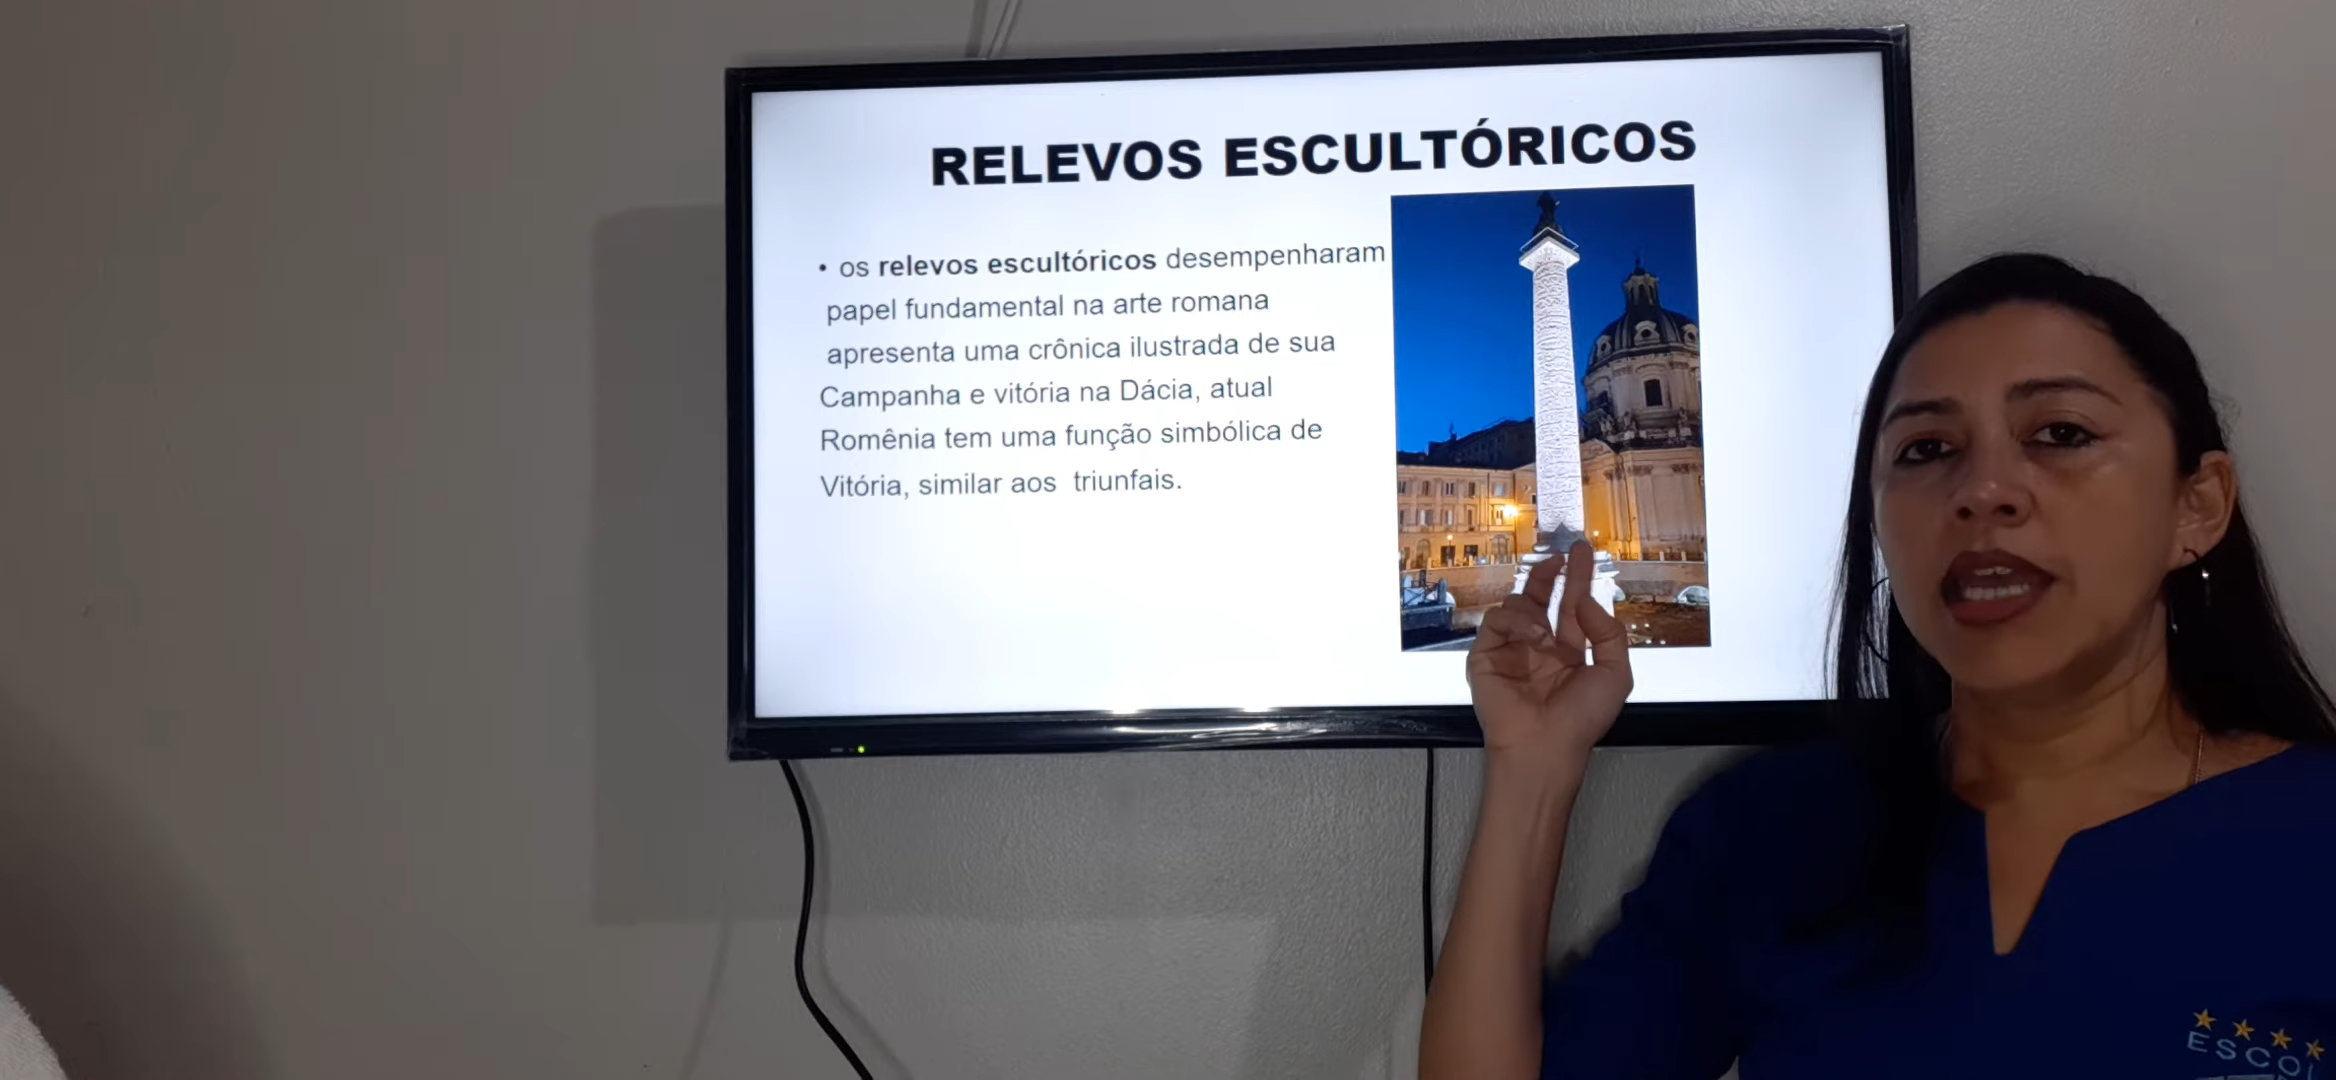 RELEVOS ESCULTÓRICOS
• os relevos escultóricos desempenharam
papel fundamental na arte romana
apresenta uma crônica ilustrada de sua
Campanha e vitória na Dácia, atual
Romênia tem uma função simbólica de
Vitória, similar aos triunfais.
ESCOL